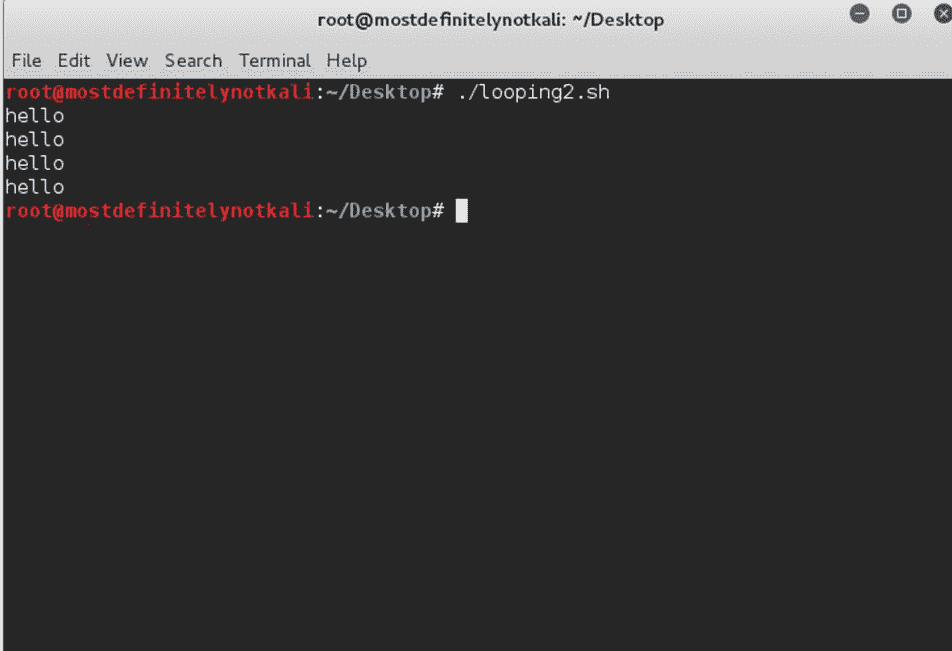 root@mostdefinitelynotkali: ~/Desktop
File Edit View Search Terminal Help
root@mostdefinitelynotkali:~/Desktop# ./looping2.sh
hello
hello
hello
hello
root@mostdefinitelynotkali:~/Desktop#